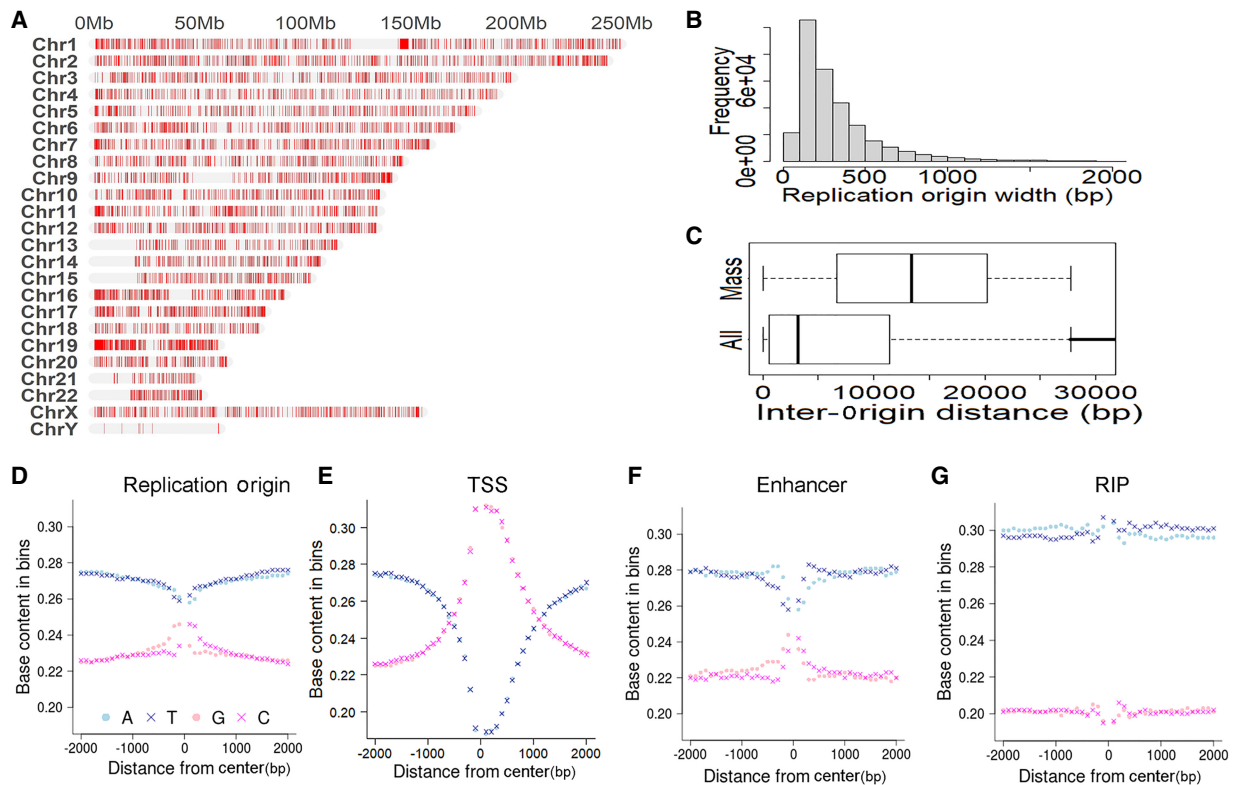 A
0Mb 50Mb 100Mb 150Mb 200Mb 250Mb
Chr1
Chr2
Chr3
Chr4
Chr5
Chr6
Chr7
Chr8
Chr9
Chr10
Chr11
Chr12
Chr13
Chr14
Chr15
Chr16
Chr17
Chr18
Chr19
Chr20
Chr21
Chr22
ChrX
ChrY
B
Frequency
0e+00 6e+04
0 500 1000 2000
Replication origin width (bp)
C
Mass
All
0 10000 20000 30000
Inter-Origin distance (bp)
D
Replication origin
Base content in bins
0.30
0.28
0.26
0.24
0.22
0.20
A T G C
-2000 -1000 0 1000 2000
Distance from center(bp)
E
TSS
Base content in bins
0.30
0.28
0.26
0.24
0.22
0.20
-2000 -1000 0 1000 2000
Distance from center(bp)
F
Enhancer
Base content in bins
0.30
0.28
0.26
0.24
0.22
0.20
-2000 -1000 0 1000 2000
Distance from center(bp)
G
RIP
Base content in bins
0.30
0.28
0.26
0.24
0.22
0.20
-2000 -1000 0 1000 2000
Distance from center(bp)